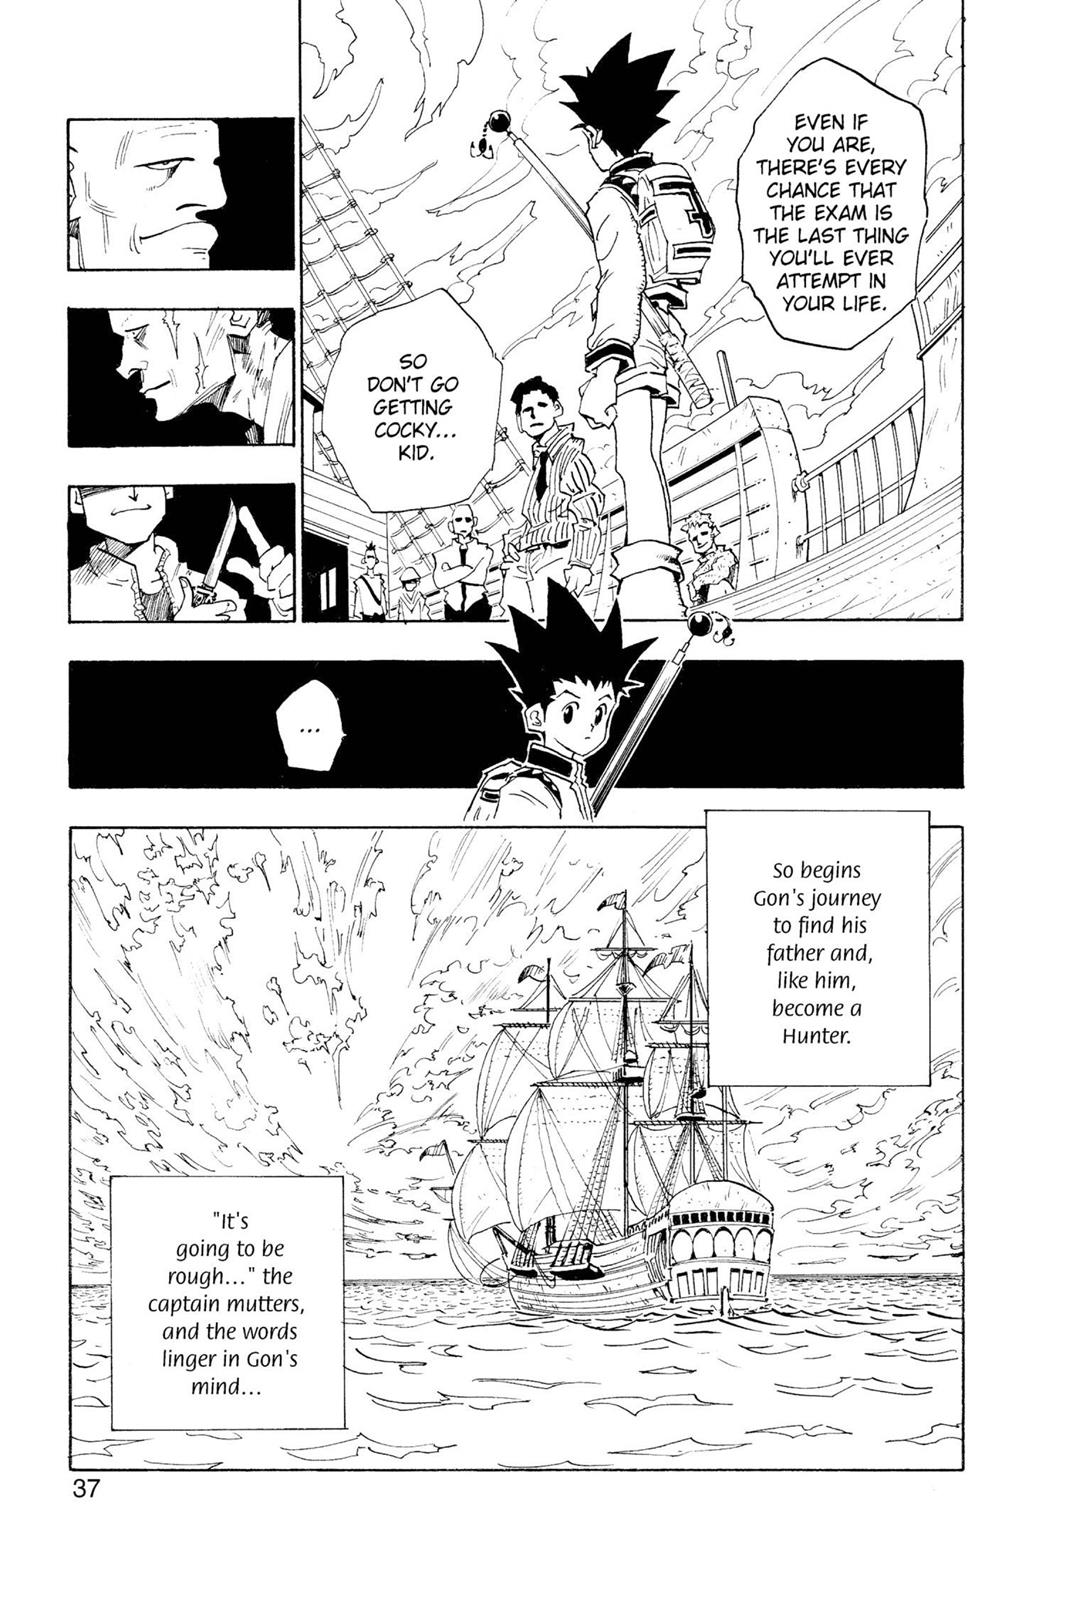 EVEN IF
YOU ARE,
THERE'S EVERY
CHANCE THAT
THE EXAM IS
THE LAST THING
YOU'LL EVER
ATTEMPT IN
YOUR LIFE.
SO
DON'T GO
GETTING
COCKY...
KID.
...
So begins
Gon's journey
to find his
father and,
like him,
become a
Hunter.
"It's
going to be
rough..." the
captain mutters,
and the words
linger in Gon's
mind...
37